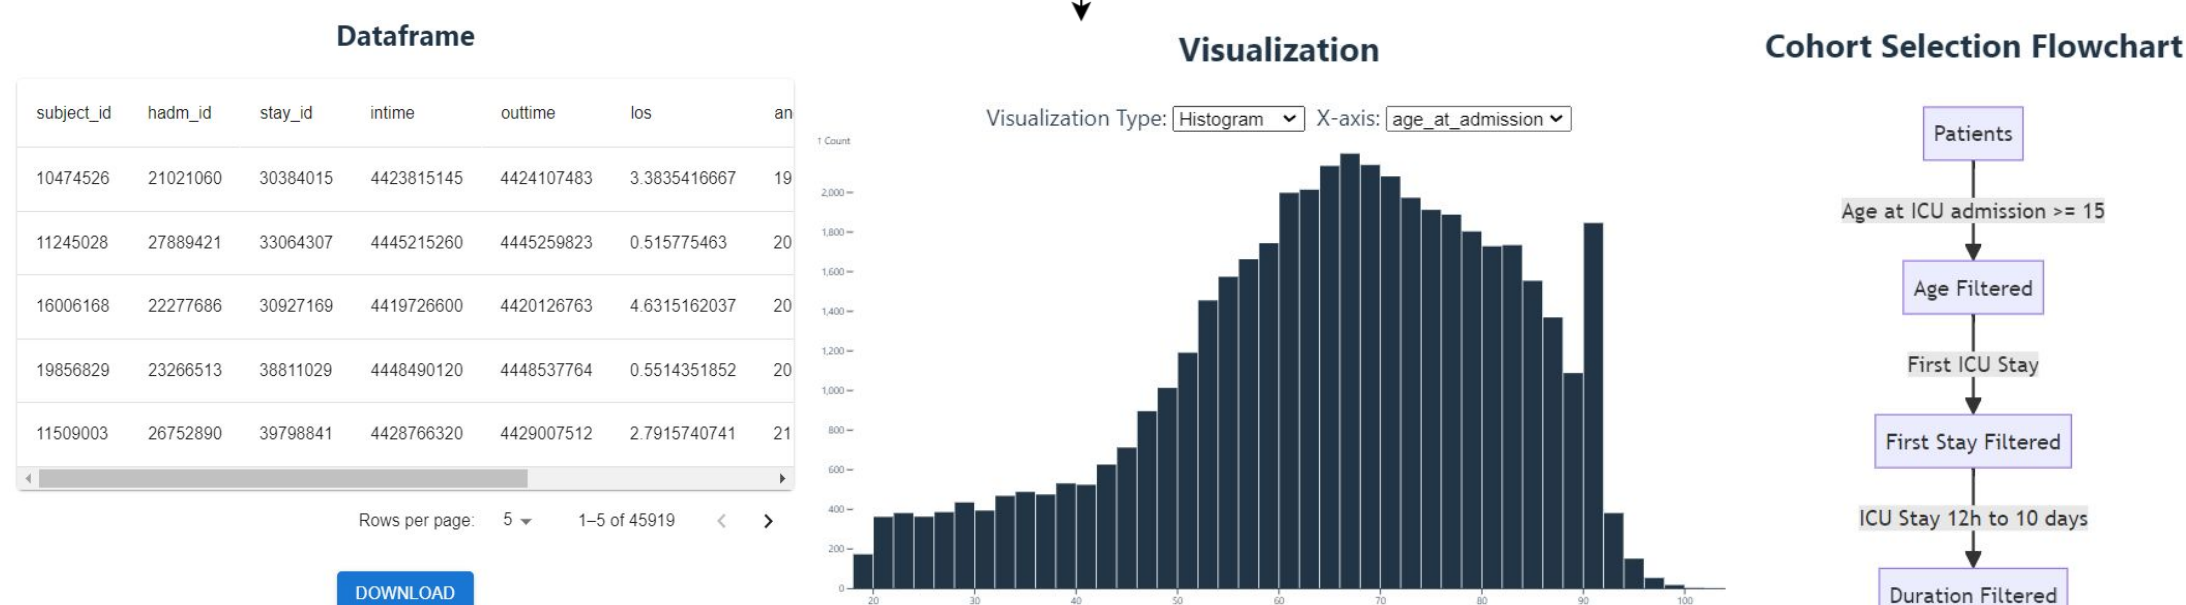 Dataframe
subject_id hadm_id stay_id intime outtime los an
10474526 21021060 30384015 4423815145 4424107483 3.3835416667 19
11245028 27889421 33064307 4445215260 4445259823 0.515775463 20
16006168 22277686 30927169 4419726600 4420126763 4.6315162037 20
19856829 23266513 38811029 4448490120 4448537764 0.5514351852 20
11509003 26752890 39798841 4428766320 4429007512 2.7915740741 21
Rows per page: 5 1–5 of 45919
DOWNLOAD
Visualization
Visualization Type: Histogram X-axis: age_at_admission
↑ Count
2,000
1,800
1,600
1,400
1,200
1,000
800
600
400
200
0
20 30 40 50 60 70 80 90 100
Cohort Selection Flowchart
Patients
Age at ICU admission >= 15
Age Filtered
First ICU Stay
First Stay Filtered
ICU Stay 12h to 10 days
Duration Filtered